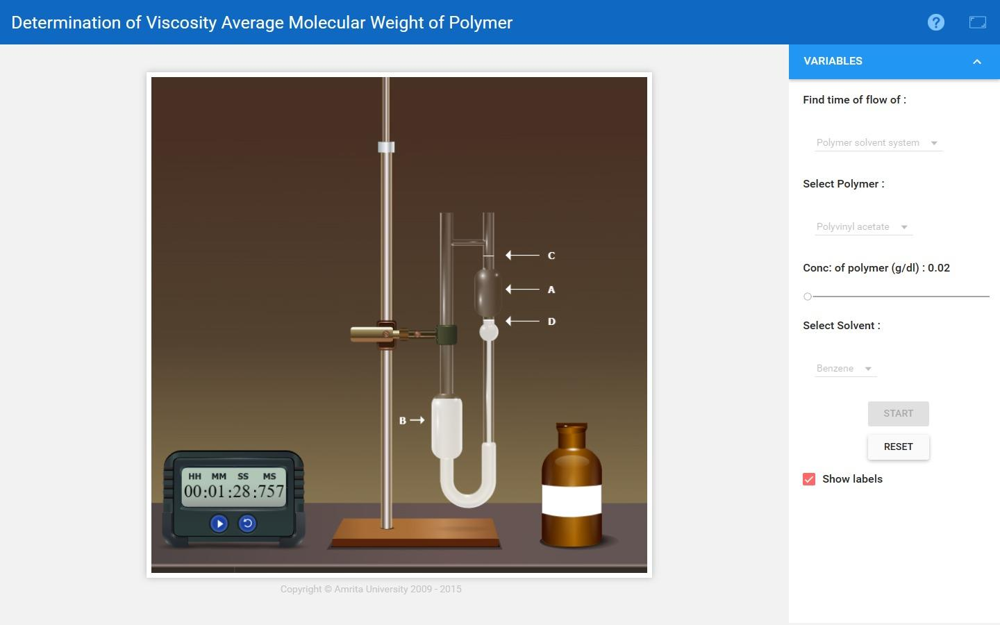 Determination of Viscosity Average Molecular Weight of Polymer
?
VARIABLES
Find time of flow of :
Polymer solvent system
Select Polymer :
Polyvinyl acetate
Conc: of polymer (g/dl) : 0.02
Select Solvent :
Benzene
START
RESET
Show labels
C
A
D
B
HH MM SS MS
00:01:28:757
Copyright © Amrita University 2009 - 2015